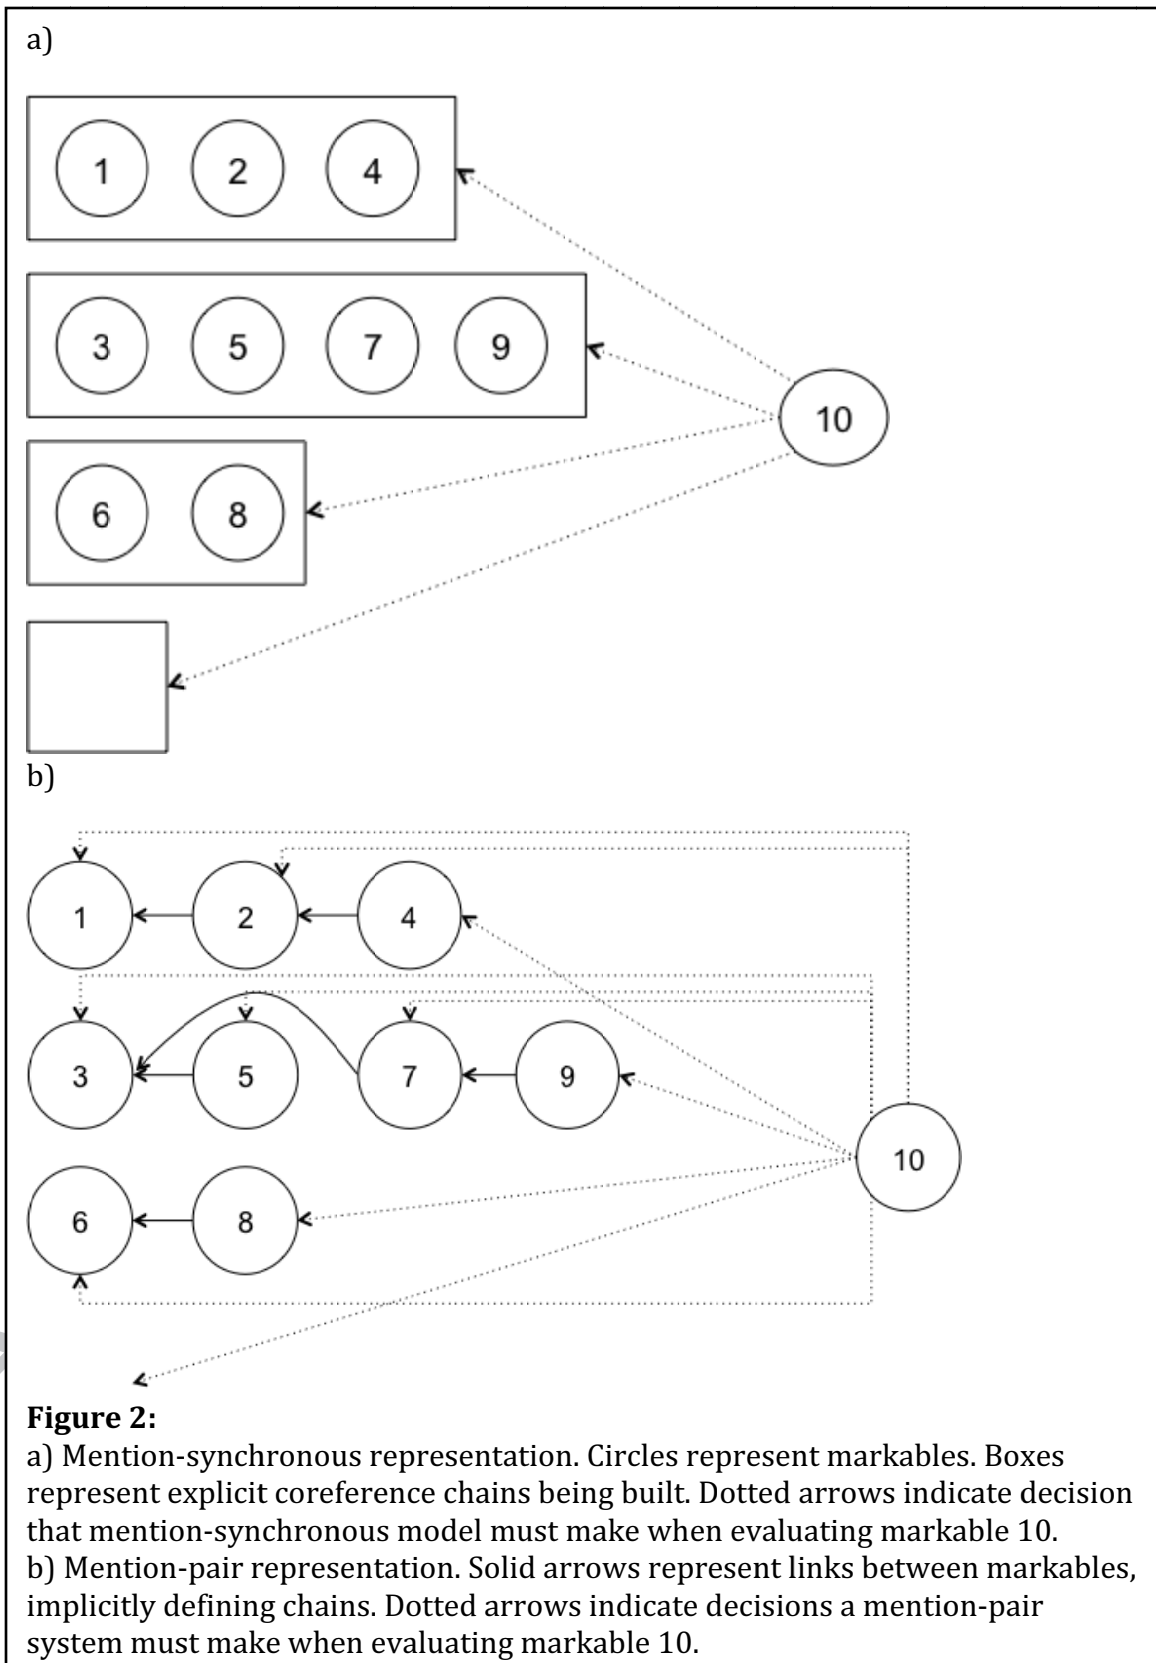 a)
1 2 4
3 5 7 9
10
6 8
b)
1 2 4
3 5 7 9
10
6 8
Figure 2:
a) Mention-synchronous representation. Circles represent markables. Boxes
represent explicit coreference chains being built. Dotted arrows indicate decision
that mention-synchronous model must make when evaluating markable 10.
b) Mention-pair representation. Solid arrows represent links between markables,
implicitly defining chains. Dotted arrows indicate decisions a mention-pair
system must make when evaluating markable 10.